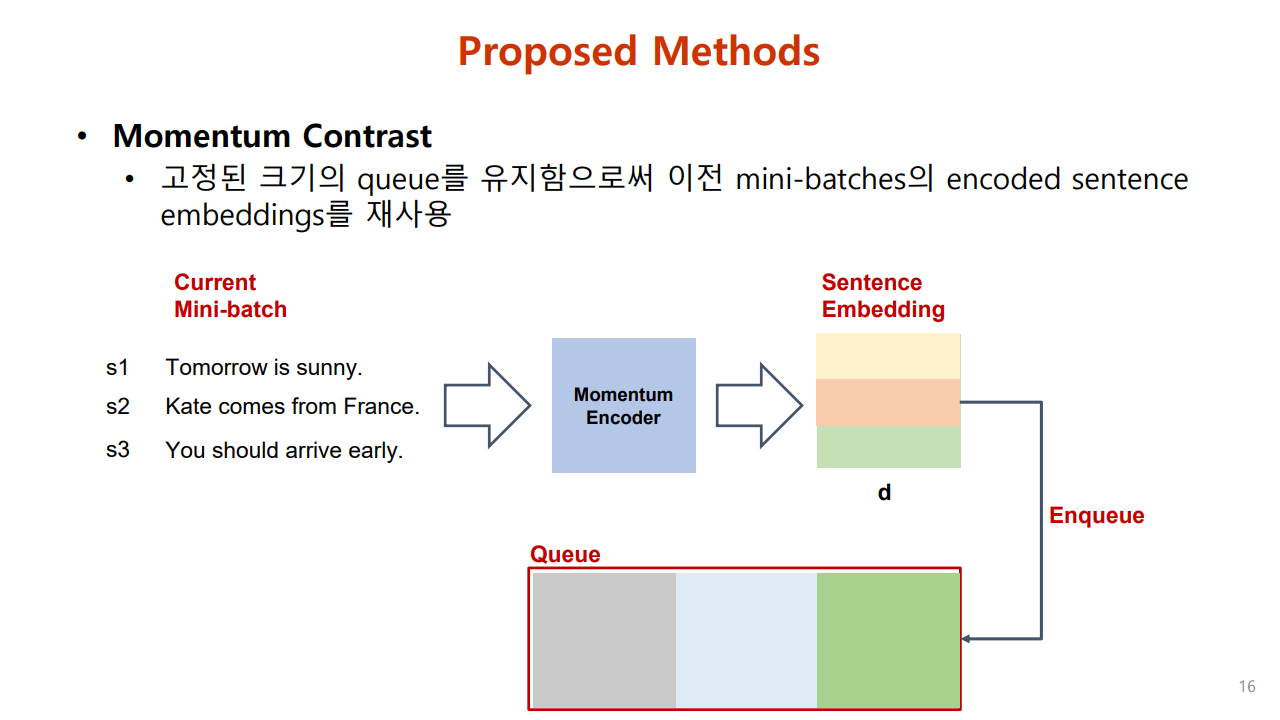 Proposed Methods
• Momentum Contrast
• 고정된 크기의 queue를 유지함으로써 이전 mini-batches의 encoded sentence
embeddings를 재사용
Current
Mini-batch
Sentence
Embedding
s1 Tomorrow is sunny.
s2 Kate comes from France.
s3 You should arrive early.
Momentum
Encoder
d
Enqueue
Queue
16